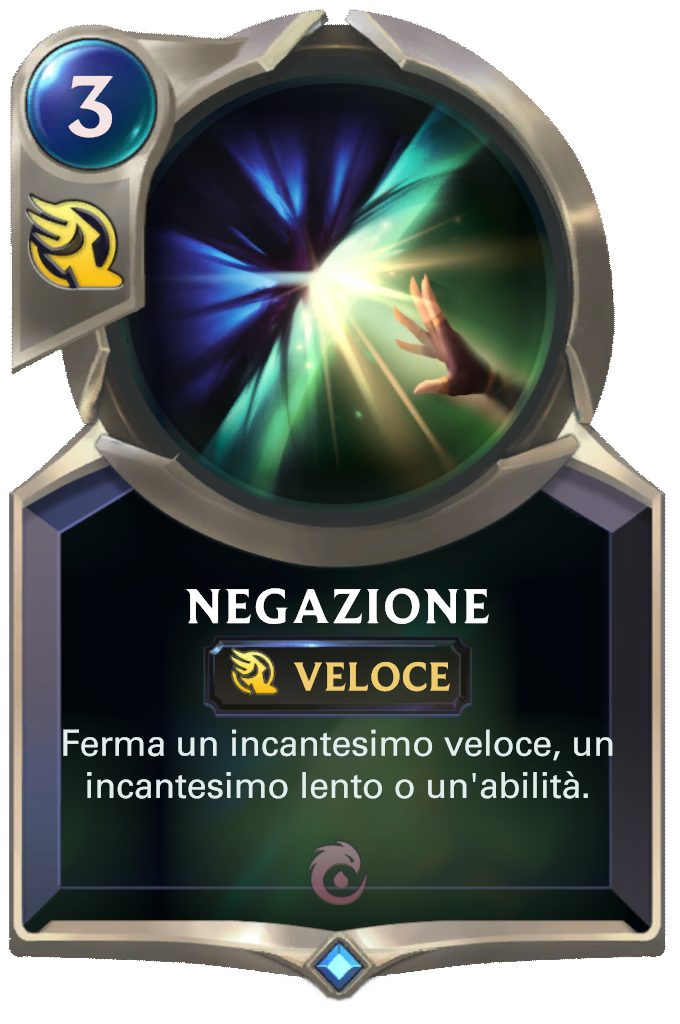 3
NEGAZIONE
VELOCE
Ferma un incantesimo veloce, un
incantesimo lento o un'abilità.